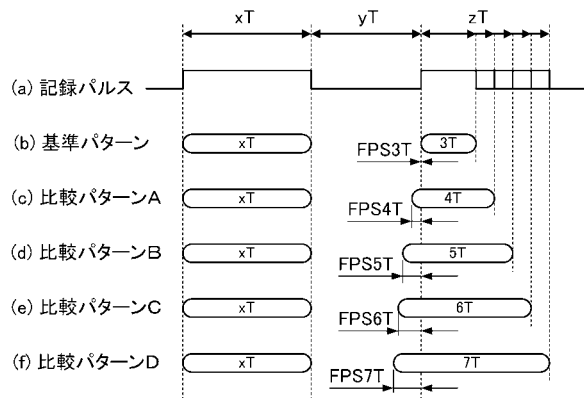 xT yT zT
(a) 記録パルス
(b) 基準パターン xT FPS3T 3T
(c) 比較パターンA xT FPS4T 4T
(d) 比較パターンB xT FPS5T 5T
(e) 比較パターンC xT FPS6T 6T
(f) 比較パターンD xT FPS7T 7T